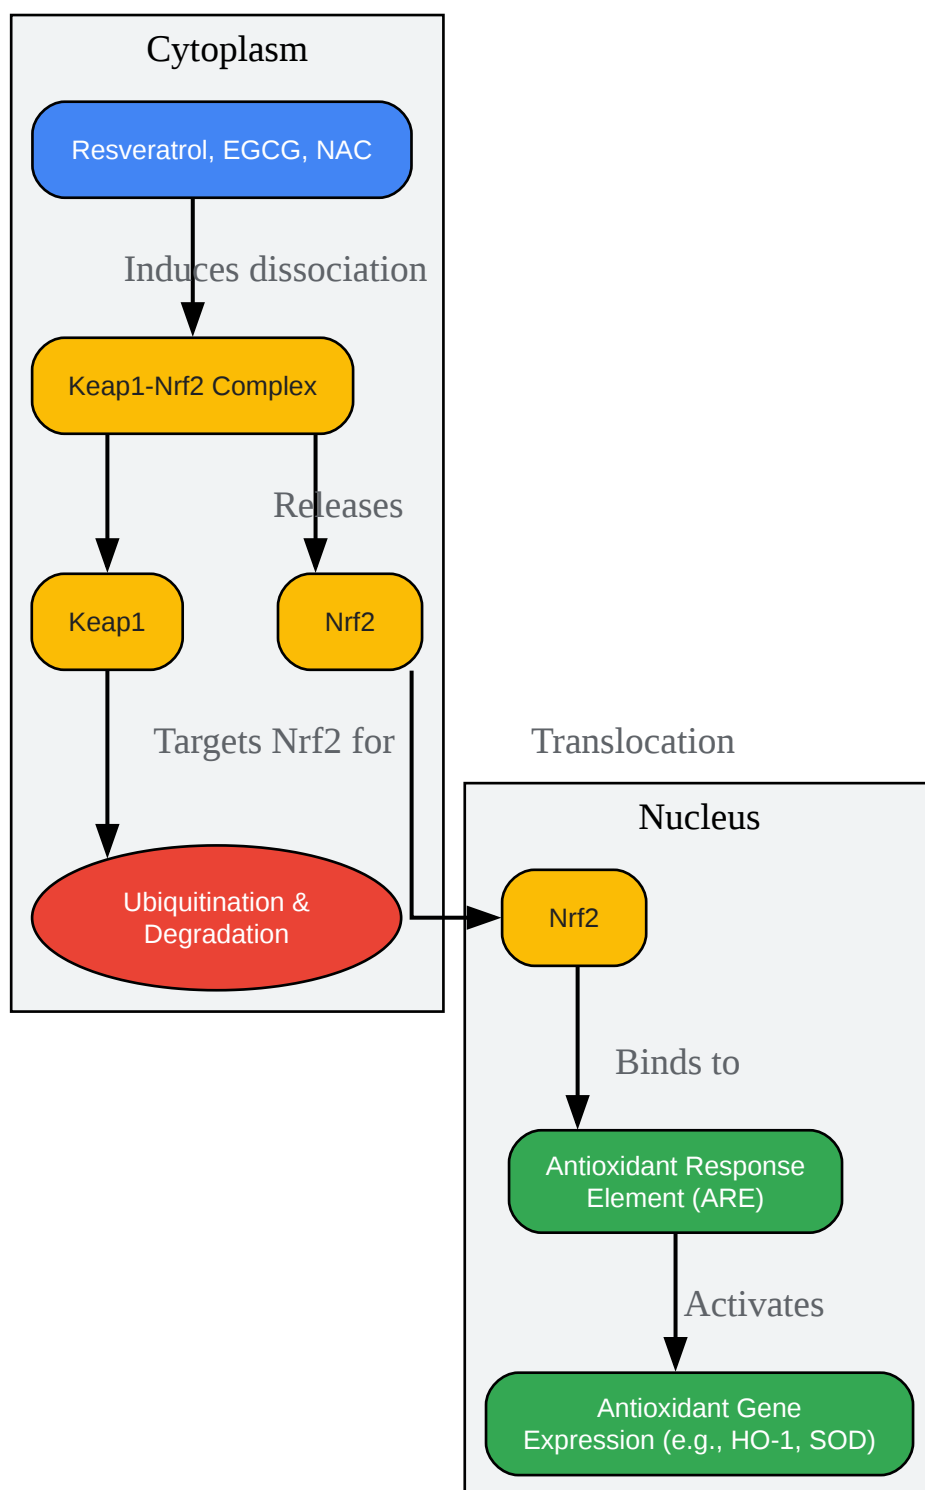 Cytoplasm
Resveratrol, EGCG, NAC
Induces dissociation
Keap1-Nrf2 Complex
Releases
Keap1
Nrf2
Targets Nrf2 for
Translocation
Ubiquitination &
Degradation
Nucleus
Nrf2
Binds to
Antioxidant Response
Element (ARE)
Activates
Antioxidant Gene
Expression (e.g., HO-1, SOD)